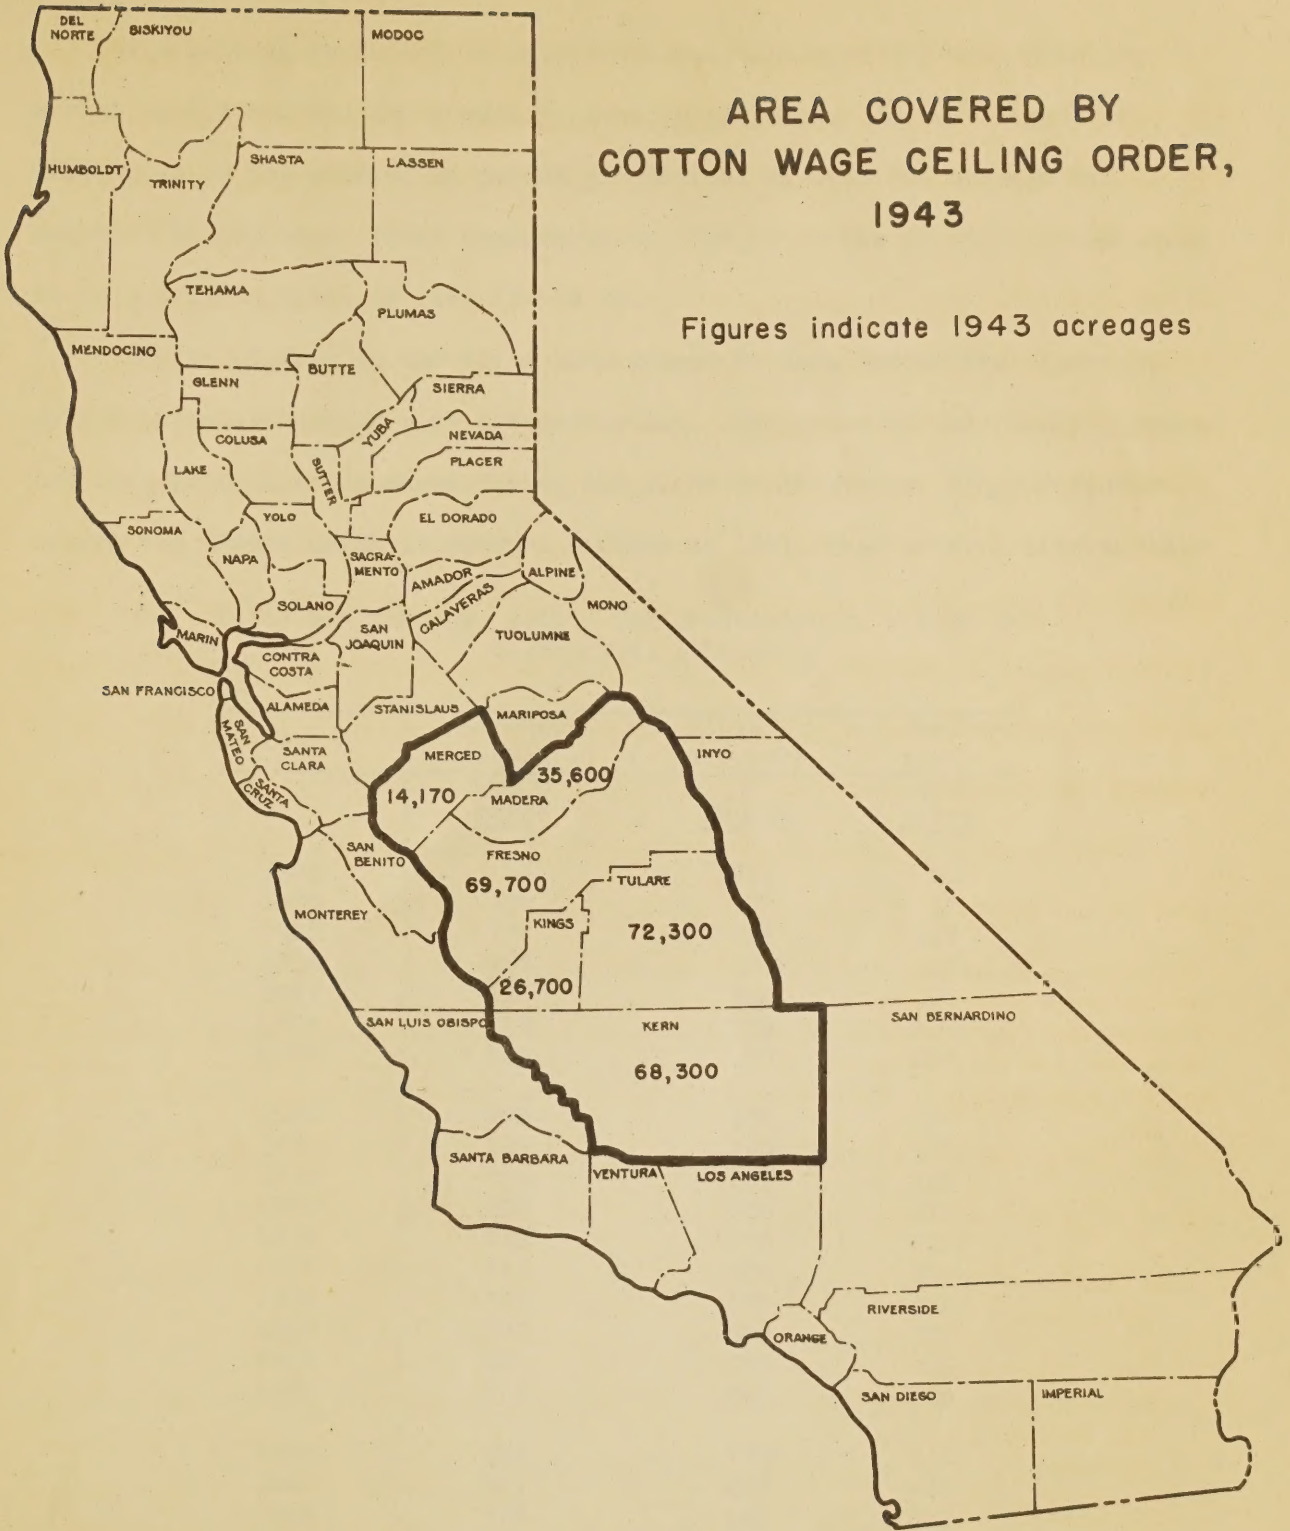 AREA COVERED BY
COTTON WAGE CEILING ORDER,
1943
Figures indicate 1943 acreages
DEL
NORTE
SISKIYOU
MODOC
HUMBOLDT
TRINITY
SHASTA
LASSEN
TEHAMA
PLUMAS
MENDOCINO
GLENN
BUTTE
SIERRA
COLUSA
YUBA
NEVADA
LAKE
SUTTER
PLACER
SONOMA
YOLO
EL DORADO
NAPA
SACRA-
MENTO
AMADOR
ALPINE
SOLANO
CALAVERAS
MONO
MARIN
SAN
JOAQUIN
TUOLUMNE
CONTRA
COSTA
SAN FRANCISCO
ALAMEDA
STANISLAUS
MARIPOSA
SAN
MATEO
SANTA
CLARA
MERCED
14,170
35,600
MADERA
INYO
SANTA
CRUZ
SAN
BENITO
FRESNO
69,700
TULARE
72,300
MONTEREY
KINGS
26,700
SAN LUIS OBISPO
KERN
68,300
SAN BERNARDINO
SANTA BARBARA
VENTURA
LOS ANGELES
RIVERSIDE
ORANGE
SAN DIEGO
IMPERIAL